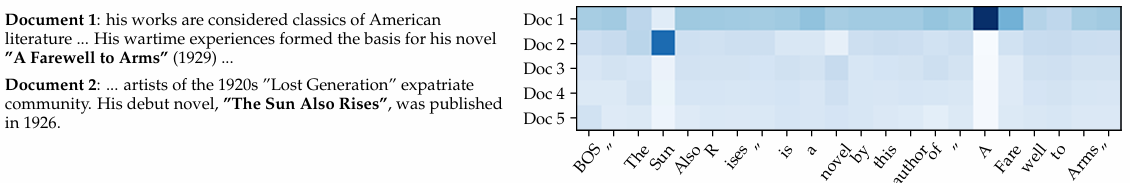 Document 1: his works are considered classics of American
literature ... His wartime experiences formed the basis for his novel
”A Farewell to Arms” (1929) ...
Document 2: ... artists of the 1920s ”Lost Generation” expatriate
community. His debut novel, ”The Sun Also Rises”, was published
in 1926.
Doc 1
Doc 2
Doc 3
Doc 4
Doc 5
BOS ” The Sun Also R ises ” is a novel by this author of ” A Fare well to Arms ”